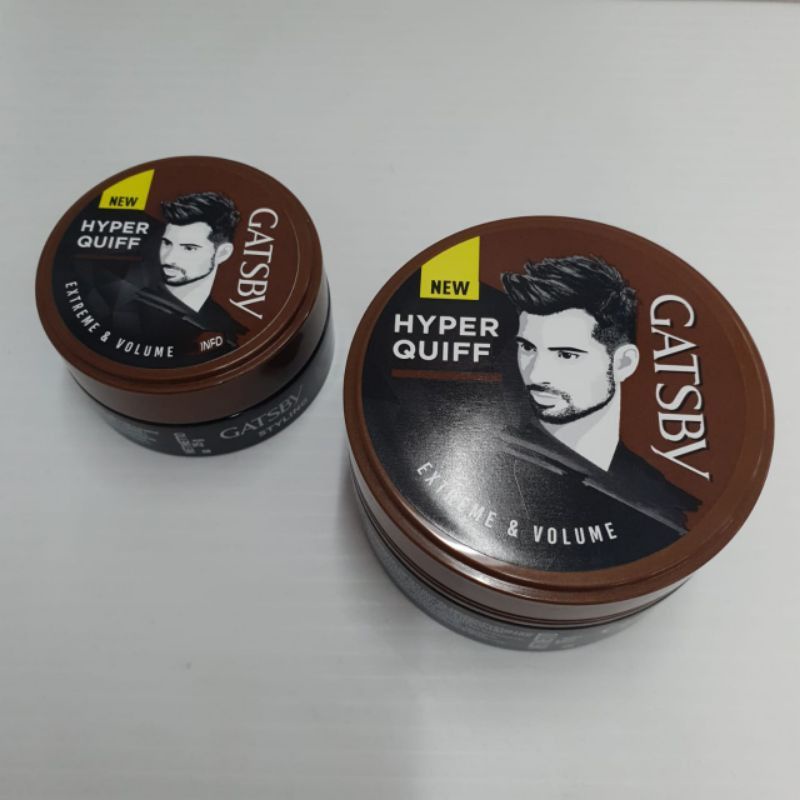 NEW
HYPER
QUIFF
GATSBY
EXTREME & VOLUME
INFO
GATSBY
STYLING
NEW
HYPER
QUIFF
GATSBY
EXTREME & VOLUME